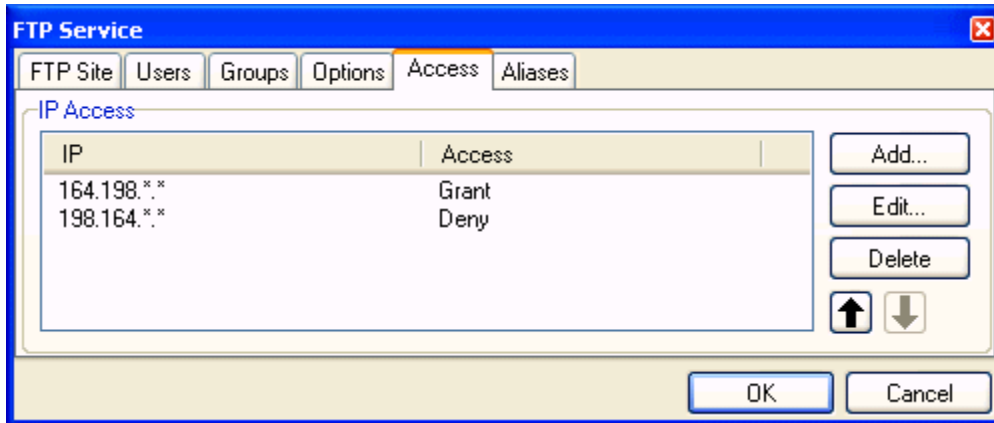 FTP Service
FTP Site Users Groups Options Access Aliases
IP Access
IP Access Add...
164.198.*.* Grant
198.164.*.* Deny Edit...
Delete
OK Cancel